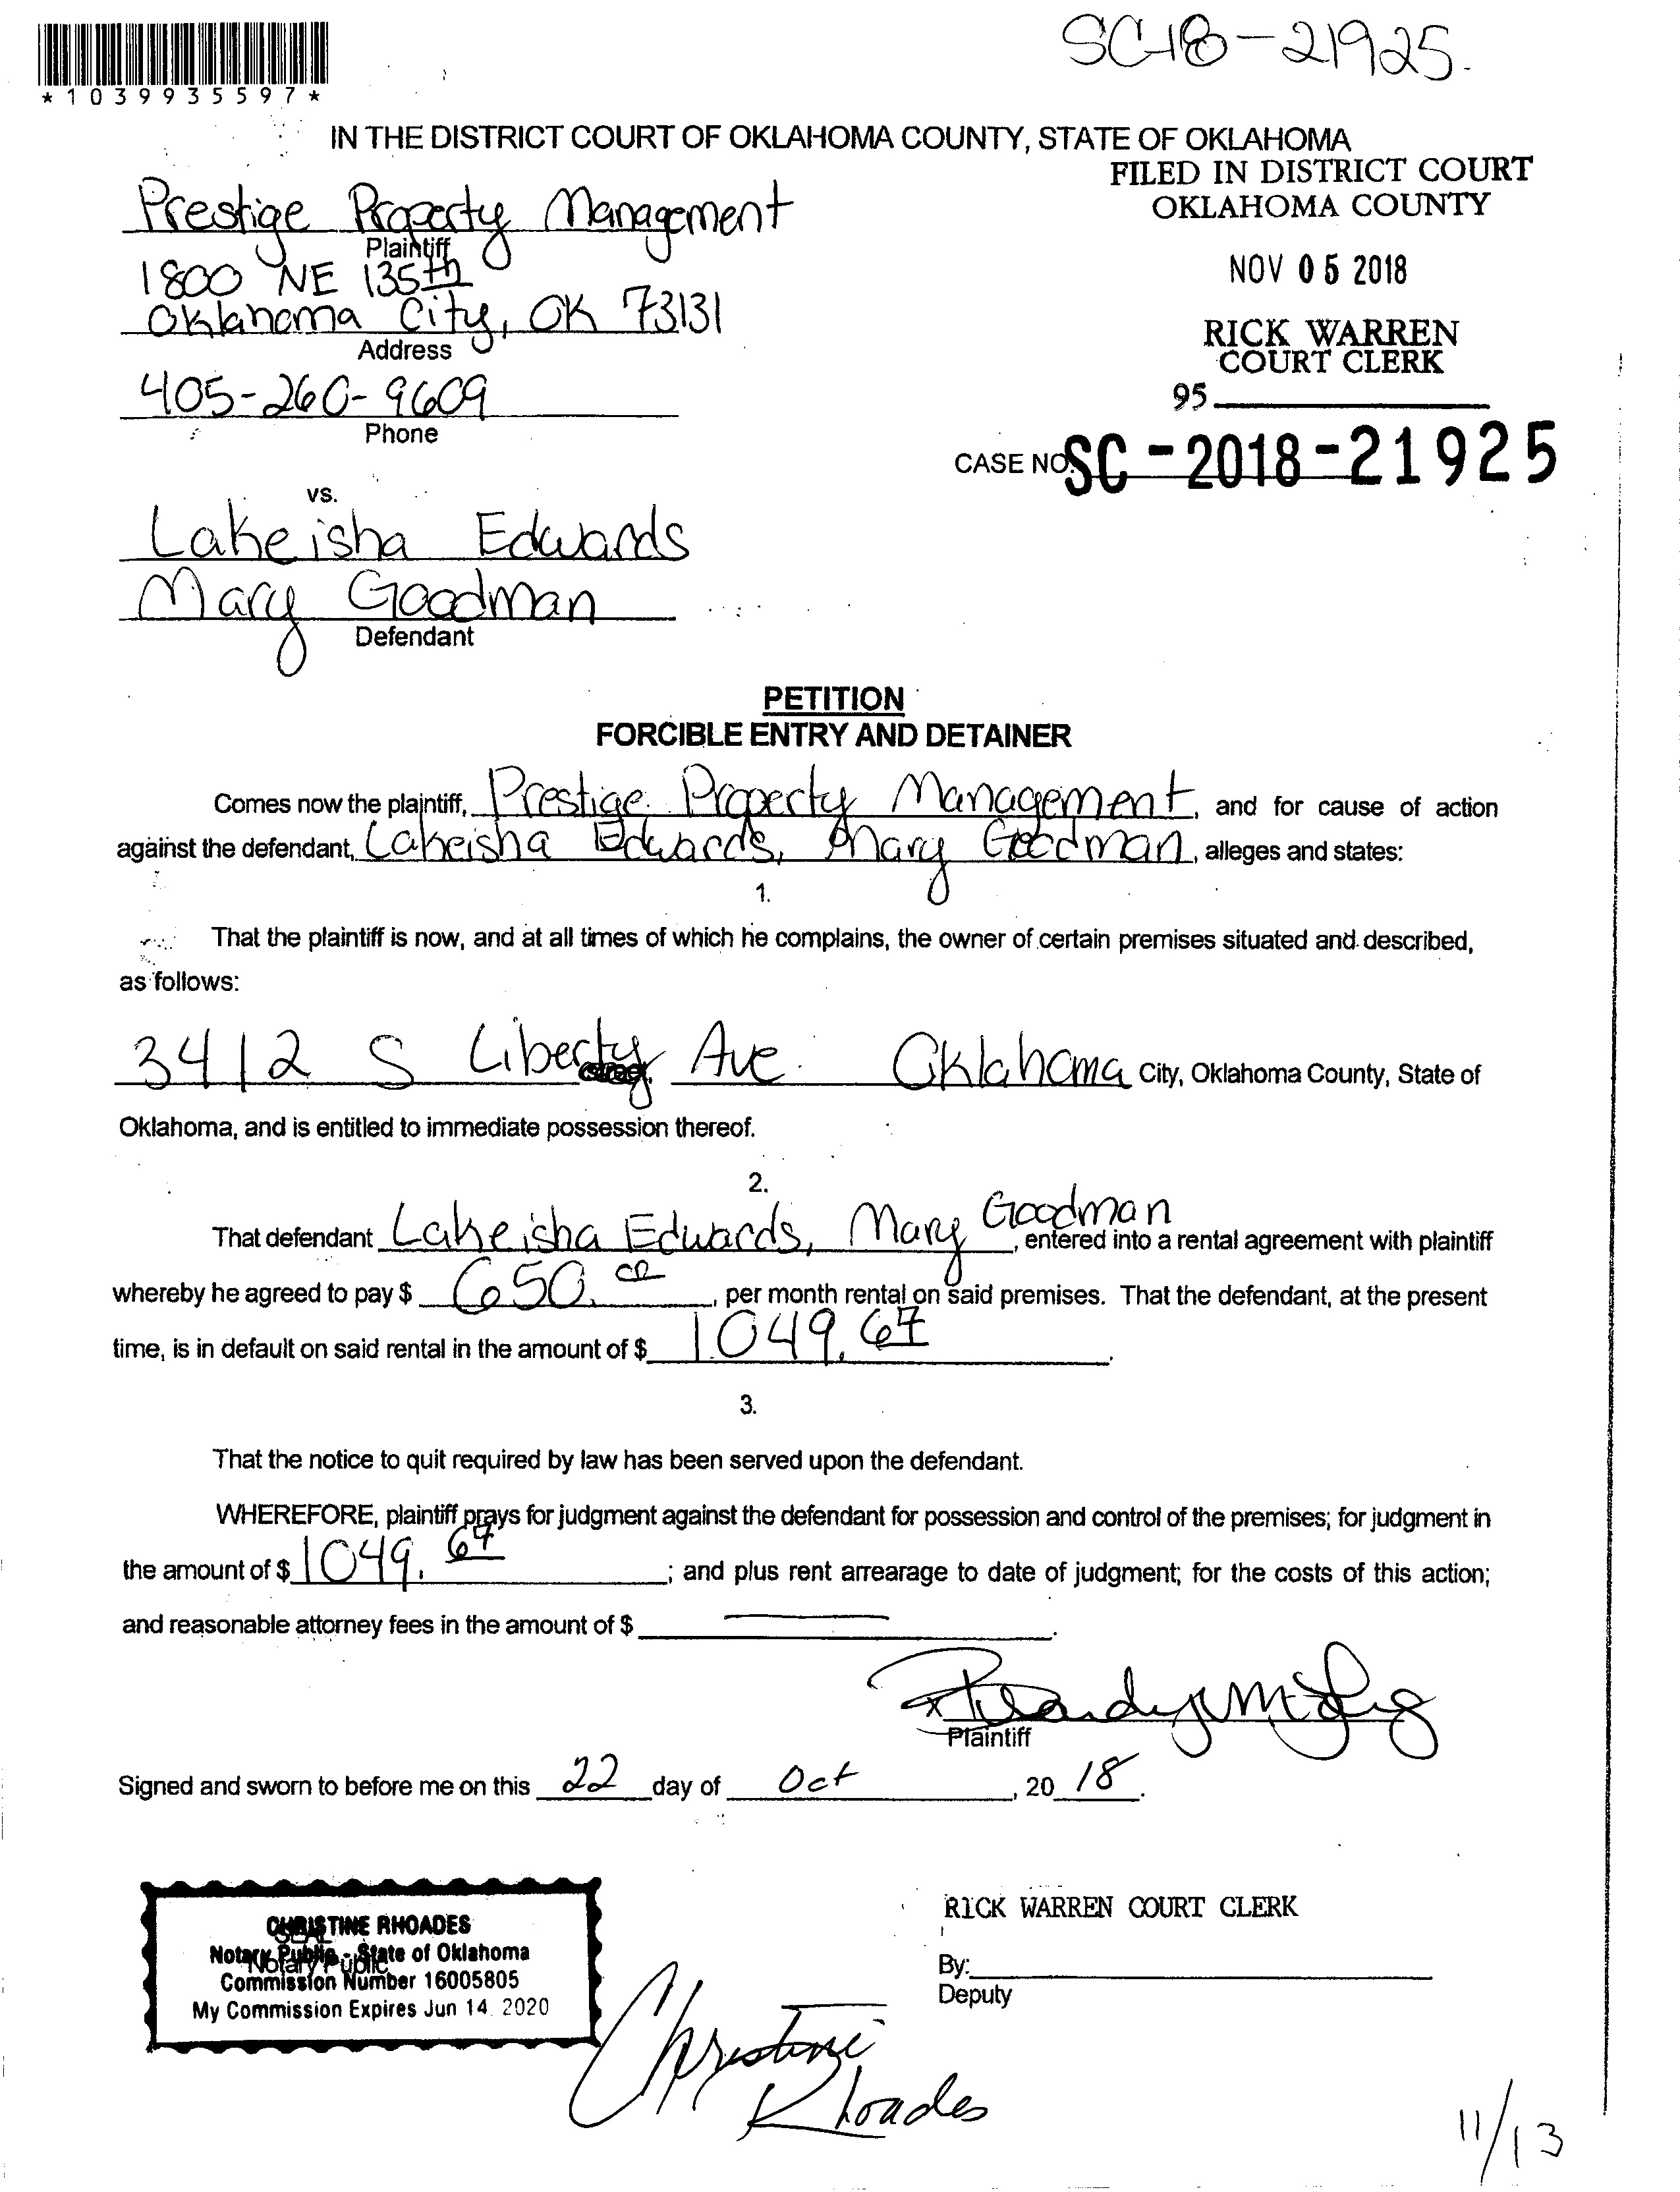 SC-18-21925.
*1039935597*
IN THE DISTRICT COURT OF OKLAHOMA COUNTY, STATE OF OKLAHOMA
FILED IN DISTRICT COURT
OKLAHOMA COUNTY
NOV 05 2018
RICK WARREN
COURT CLERK
95
Prestige Property Management
Plaintiff
1800 NE 135th
Oklahoma City, OK 73131
Address
405-260-9609
Phone
CASE NO. SC-2018-21925
vs.
Lakeisha Edwards
Mary Goodman
Defendant
PETITION
FORCIBLE ENTRY AND DETAINER
Comes now the plaintiff, Prestige Property Management, and for cause of action
against the defendant, Lakeisha Edwards, Mary Goodman, alleges and states:
1.
That the plaintiff is now, and at all times of which he complains, the owner of certain premises situated and described,
as follows:
3412 S Liberty Ave. Oklahoma City, Oklahoma County, State of
Oklahoma, and is entitled to immediate possession thereof.
2.
That defendant Lakeisha Edwards, Mary Goodman, entered into a rental agreement with plaintiff
whereby he agreed to pay $ 650.00, per month rental on said premises. That the defendant, at the present
time, is in default on said rental in the amount of $ 1049.67.
3.
That the notice to quit required by law has been served upon the defendant.
WHEREFORE, plaintiff prays for judgment against the defendant for possession and control of the premises; for judgment in
the amount of $ 1049.67; and plus rent arrearage to date of judgment; for the costs of this action;
and reasonable attorney fees in the amount of $ ——.
x
Plaintiff
Signed and sworn to before me on this 22 day of Oct, 20 18.
CHRISTINE RHOADES
SEAL
Notary Public - State of Oklahoma
Notary Public
Commission Number 16005805
My Commission Expires Jun 14, 2020
RICK WARREN COURT CLERK
By:
Deputy
Christine
Rhoades
11/13